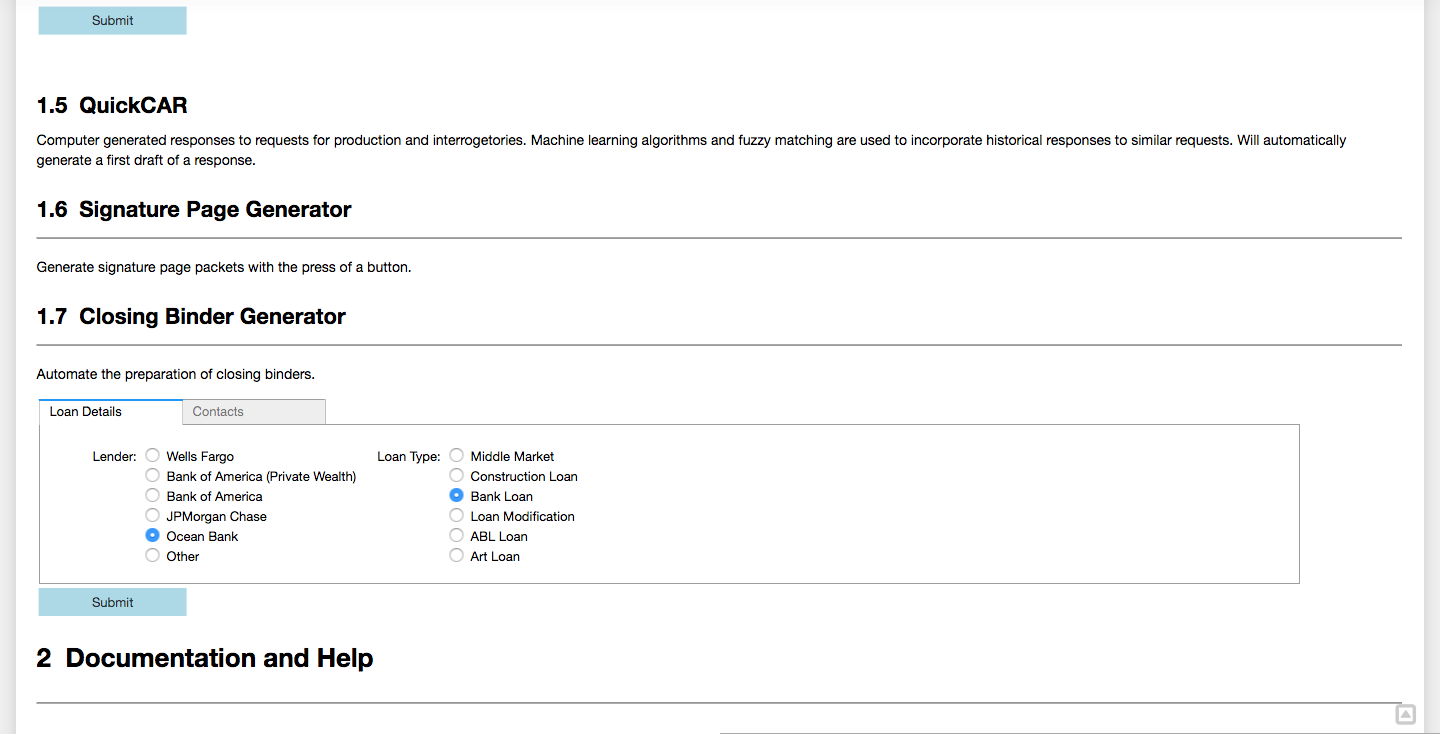 Submit
1.5 QuickCAR
Computer generated responses to requests for production and interrogetories. Machine learning algorithms and fuzzy matching are used to incorporate historical responses to similar requests. Will automatically
generate a first draft of a response.
1.6 Signature Page Generator
Generate signature page packets with the press of a button.
1.7 Closing Binder Generator
Automate the preparation of closing binders.
Loan Details Contacts
Lender: Wells Fargo Loan Type: Middle Market
Bank of America (Private Wealth) Construction Loan
Bank of America Bank Loan
JPMorgan Chase Loan Modification
Ocean Bank ABL Loan
Other Art Loan
Submit
2 Documentation and Help